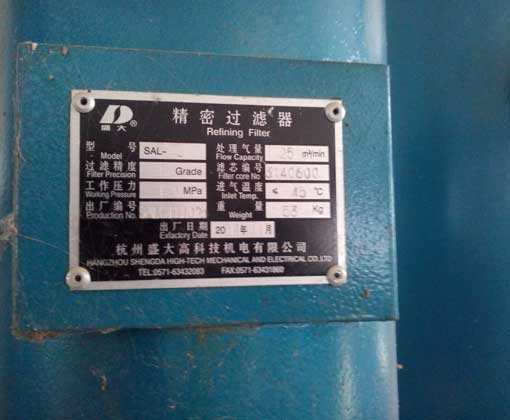 盛大®
精密过滤器
Refining Filter
型号 SAL- 处理气量 25 m³/min
Model Flow Capacity
过滤精度 Grade 滤芯编号
Filter Precision Filter core No
工作压力 MPa 进气温度 ≤ 45 ℃
Working Pressure Inlet Temp.
出厂编号 重量 Kg
Production No. Weight
出厂日期 20 年 月
Exfactory Date
杭州盛大高科技机电有限公司
HANGZHOU SHENGDA HIGH-TECH MECHANICAL AND ELECTRICAL CO.,LTD
TEL:0571-63432083 FAX:0571-63431860